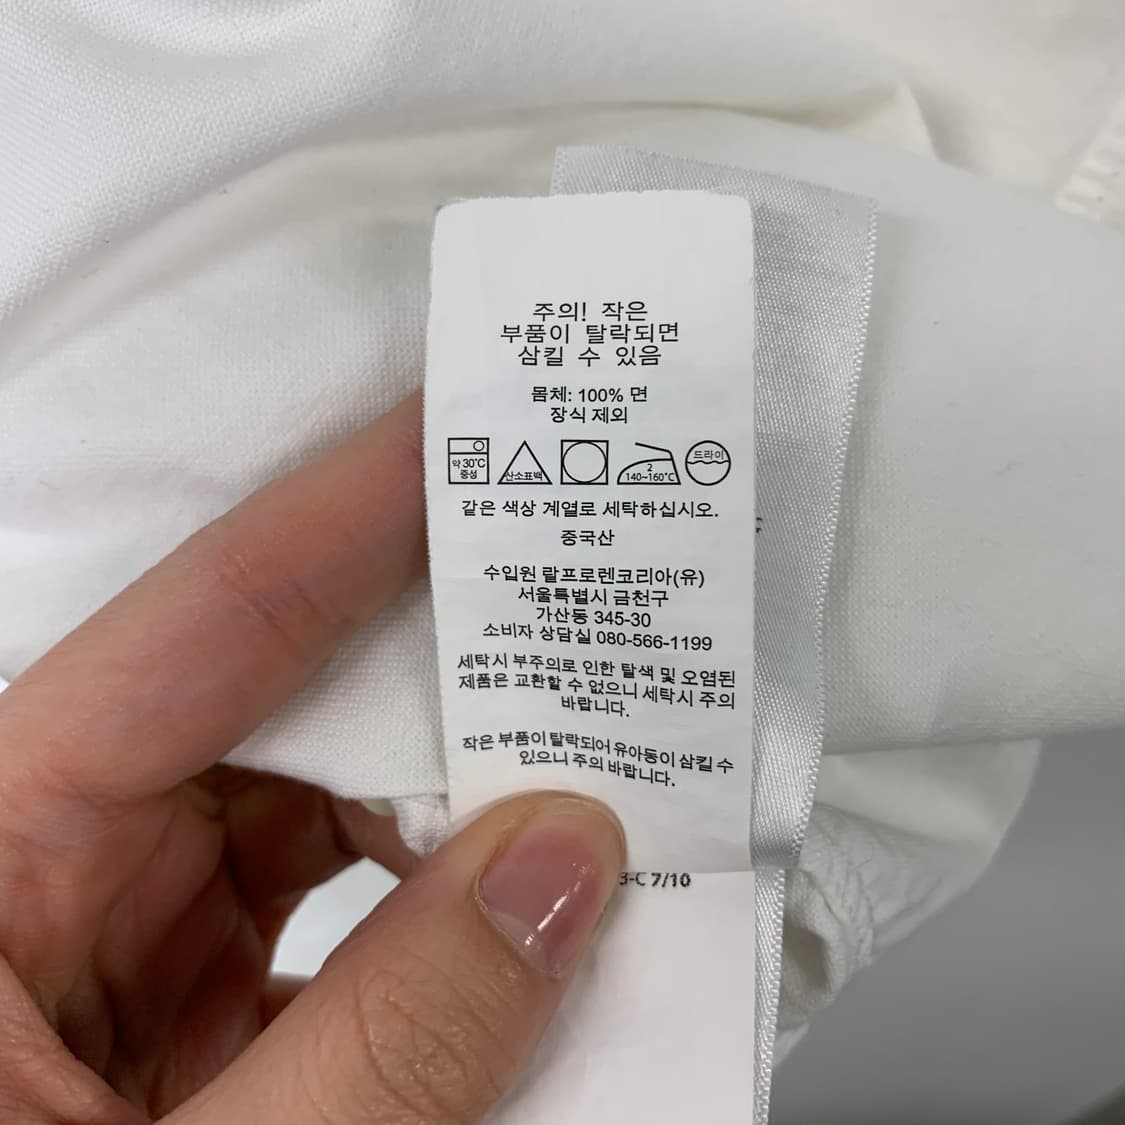 주의! 작은
부품이 탈락되면
삼킬 수 있음
몸체: 100% 면
장식 제외
약 30°C
중성
산소표백
2
140~160°C
드라이
같은 색상 계열로 세탁하십시오.
중국산
수입원 랄프로렌코리아(유)
서울특별시 금천구
가산동 345-30
소비자 상담실 080-566-1199
세탁시 부주의로 인한 탈색 및 오염된
제품은 교환할 수 없으니 세탁시 주의
바랍니다.
작은 부품이 탈락되어 유아동이 삼킬 수
있으니 주의 바랍니다.
3-C 7/10